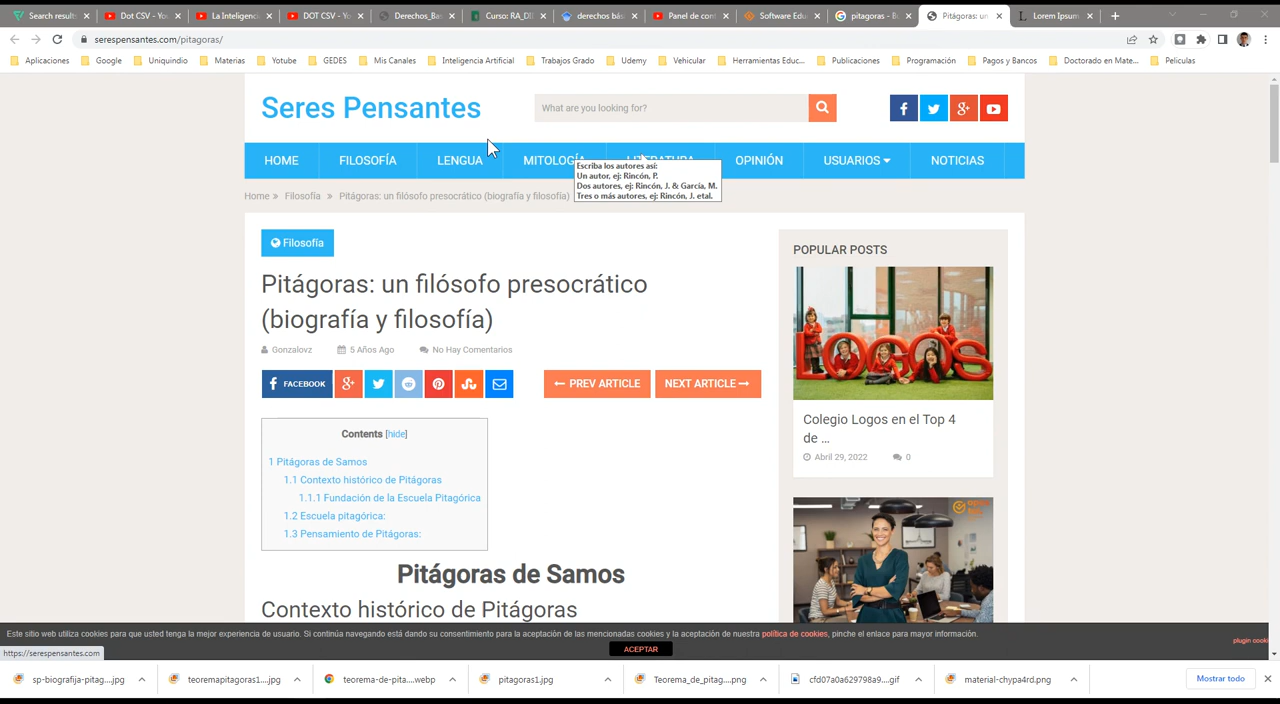 Search results
Dot CSV - You
La Inteligenci
DOT CSV - Yo
Derechos_Bas
Curso: RA_DI
derechos bás
Panel de con
Software Edu
pitagoras - B
Pitágoras: un
Lorem Ipsum
serespensantes.com/pitagoras/
Aplicaciones
Google
Uniquindio
Materias
Yotube
GEDES
Mis Canales
Inteligencia Artificial
Trabajos Grado
Udemy
Vehicular
Herramientas Educ...
Publicaciones
Programación
Pagos y Bancos
Doctorado en Mate...
Peliculas
Seres Pensantes
What are you looking for?
HOME
FILOSOFÍA
LENGUA
MITOLOGÍA
LITERATURA
OPINIÓN
USUARIOS
NOTICIAS
Escriba los autores así:
Un autor, ej: Rincón, P.
Dos autores, ej: Rincón, J. & García, M.
Tres o más autores, ej: Rincón, J. etal.
Home » Filosofía » Pitágoras: un filósofo presocrático (biografía y filosofía)
Filosofía
Pitágoras: un filósofo presocrático
(biografía y filosofía)
Gonzalovz
5 Años Ago
No Hay Comentarios
FACEBOOK
PREV ARTICLE
NEXT ARTICLE
Contents [hide]
1 Pitágoras de Samos
1.1 Contexto histórico de Pitágoras
1.1.1 Fundación de la Escuela Pitagórica
1.2 Escuela pitagórica:
1.3 Pensamiento de Pitágoras:
Pitágoras de Samos
Contexto histórico de Pitágoras
POPULAR POSTS
LOGOS
Colegio Logos en el Top 4
de ...
Abril 29, 2022
0
Este sitio web utiliza cookies para que usted tenga la mejor experiencia de usuario. Si continúa navegando está dando su consentimiento para la aceptación de las mencionadas cookies y la aceptación de nuestra política de cookies, pinche el enlace para mayor información.
plugin cooki
ACEPTAR
https://serespensantes.com
sp-biografija-pitag....jpg
teoremapitagoras1...jpg
teorema-de-pita....webp
pitagoras1.jpg
Teorema_de_pitag....png
cfd07a0a629798a9....gif
material-chypa4rd.png
Mostrar todo